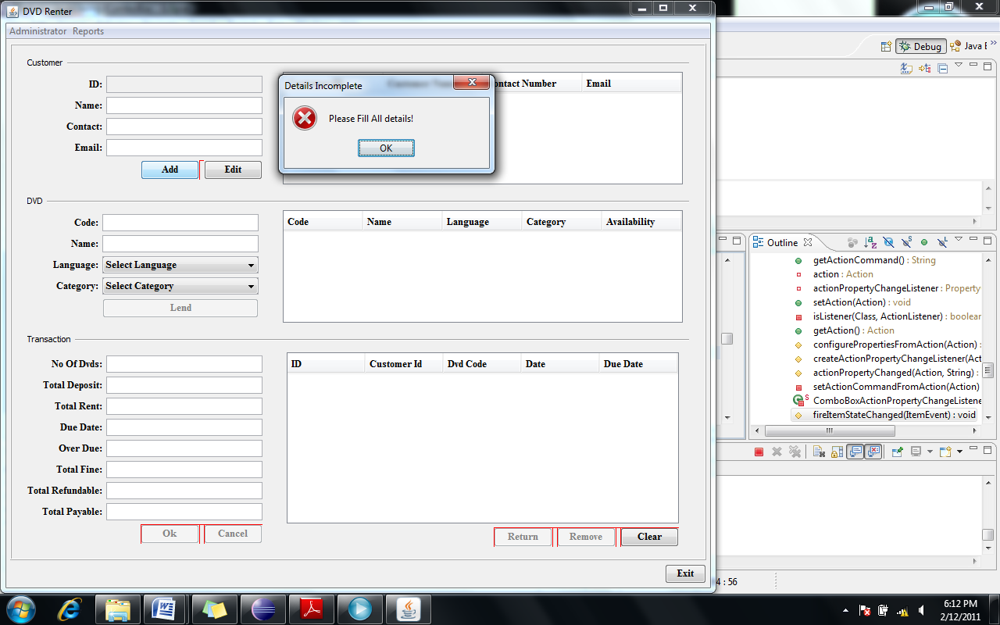 DVD Renter
Administrator Reports
Customer
ID:
Name:
Contact:
Email:
Add Edit
Details Incomplete
Please Fill All details!
OK
ontact Number Email
DVD
Code:
Name:
Language: Select Language
Category: Select Category
Lend
Code Name Language Category Availability
Transaction
No Of Dvds:
Total Deposit:
Total Rent:
Due Date:
Over Due:
Total Fine:
Total Refundable:
Total Payable:
Ok Cancel
ID Customer Id Dvd Code Date Due Date
Return Remove Clear
Exit
Debug Java
Outline
getActionCommand() : String
action : Action
actionPropertyChangeListener : Property
setAction(Action) : void
isListener(Class, ActionListener) : boolear
getAction() : Action
configurePropertiesFromAction(Action) :
createActionPropertyChangeListener(Act
actionPropertyChanged(Action, String) :
setActionCommandFromAction(Action)
ComboBoxActionPropertyChangeListene
fireItemStateChanged(ItemEvent) : void
4 : 56
6:12 PM
2/12/2011